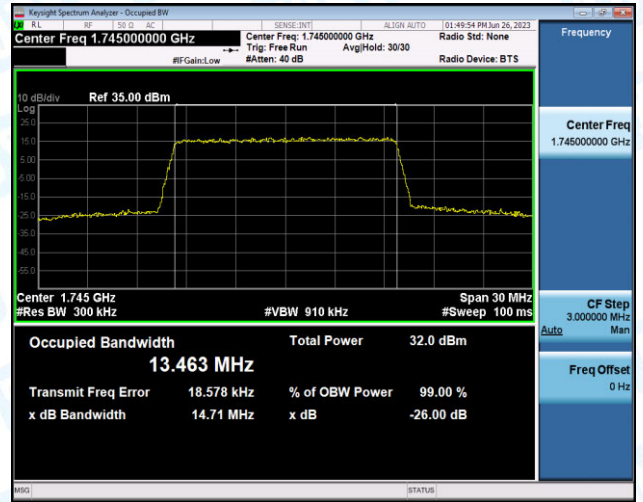 Keysight Spectrum Analyzer - Occupied BW
LXI RL RF 50 Ω AC SENSE:INT ALIGN AUTO 01:49:54 PM Jun 26, 2023
Center Freq 1.745000000 GHz
Center Freq: 1.745000000 GHz Radio Std: None
Trig: Free Run Avg|Hold: 30/30
#IFGain:Low #Atten: 40 dB Radio Device: BTS
Frequency
10 dB/div Ref 35.00 dBm
Log
25.0
15.0
5.00
-5.00
-15.0
-25.0
-35.0
-45.0
-55.0
Center 1.745 GHz Span 30 MHz
#Res BW 300 kHz #VBW 910 kHz #Sweep 100 ms
Occupied Bandwidth Total Power 32.0 dBm
13.463 MHz
Transmit Freq Error 18.578 kHz % of OBW Power 99.00 %
x dB Bandwidth 14.71 MHz x dB -26.00 dB
Center Freq
1.745000000 GHz
CF Step
3.000000 MHz
Auto Man
Freq Offset
0 Hz
MSG STATUS